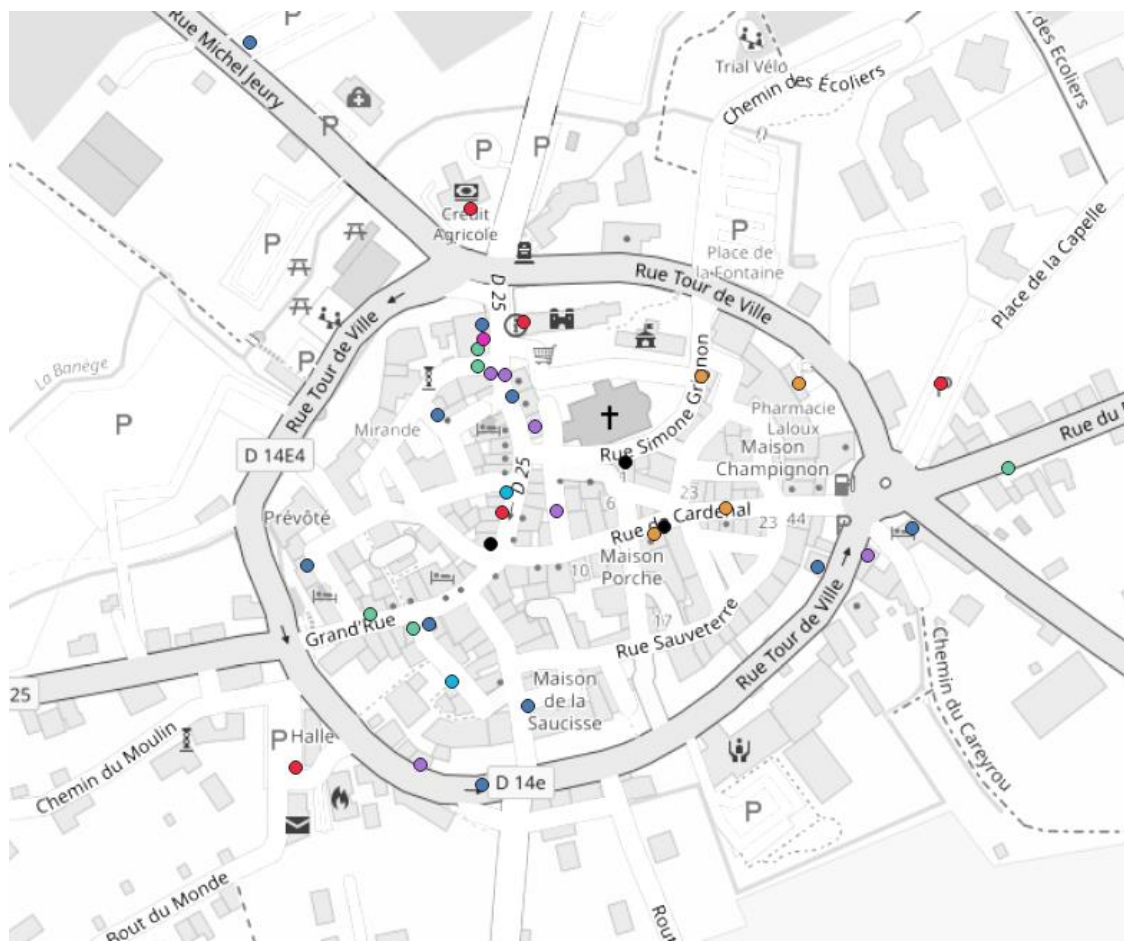 P
Rue Michel Jeury
Trial Vélo
Chemin des Écoliers
des Ecoliers
P
P
P
Crédit
Agricole
P
P
Place de
la Fontaine
Place de la Capelle
Rue Tour de Ville
D 25
Rue Tour de Ville
P
La Banège
P
Mirande
Rue Simone Grignon
Pharmacie
Laloux
Maison
Champignon
Rue du
D 14E4
D 25
1
6
23
Prévôté
Rue de Cardenal
23
44
P
Maison
Porche
10
17
Grand'Rue
Rue Sauveterre
Rue Tour de Ville
25
Maison
de la
Saucisse
Chemin du Careyrou
P
Halle
Chemin du Moulin
D 14e
P
Bout du Monde
Rout